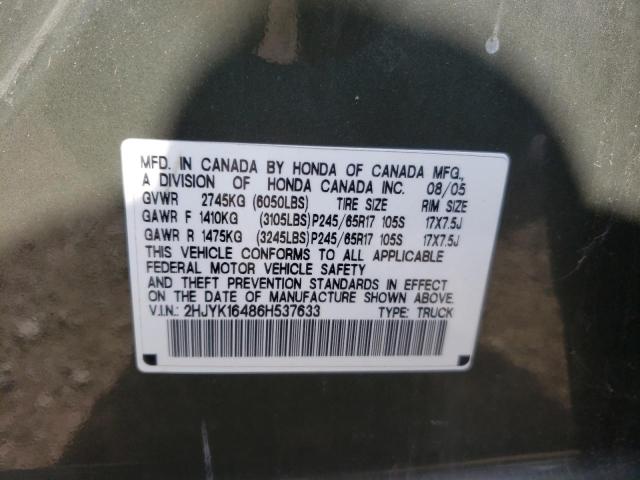 MFD. IN CANADA BY HONDA OF CANADA MFG.,
A DIVISION OF HONDA CANADA INC. 08/05
GVWR 2745KG (6050LBS) TIRE SIZE RIM SIZE
GAWR F 1410KG (3105LBS) P245/65R17 105S 17X7.5J
GAWR R 1475KG (3245LBS) P245/65R17 105S 17X7.5J
THIS VEHICLE CONFORMS TO ALL APPLICABLE
FEDERAL MOTOR VEHICLE SAFETY
AND THEFT PREVENTION STANDARDS IN EFFECT
ON THE DATE OF MANUFACTURE SHOWN ABOVE.
V.I.N.: 2HJYK16486H537633 TYPE: TRUCK